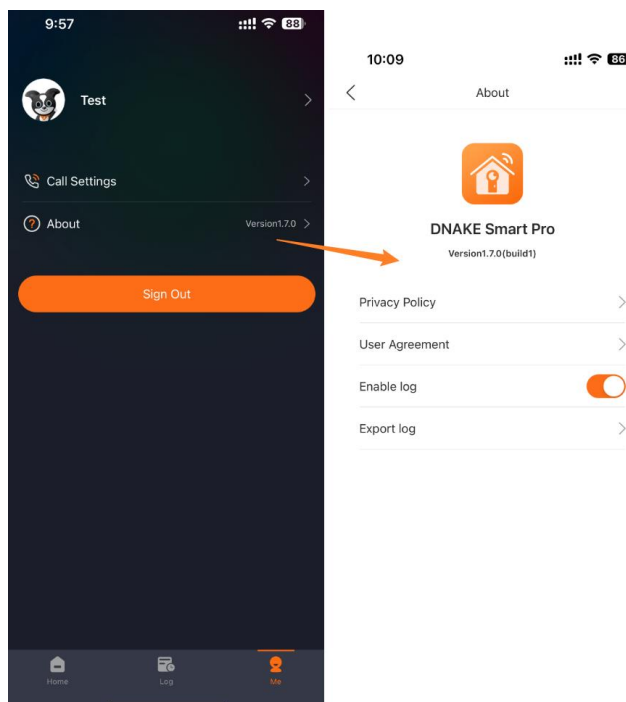 9:57
88
Test
Call Settings
About
Version1.7.0
Sign Out
Home
Log
Me
10:09
86
About
DNAKE Smart Pro
Version1.7.0(build1)
Privacy Policy
User Agreement
Enable log
Export log